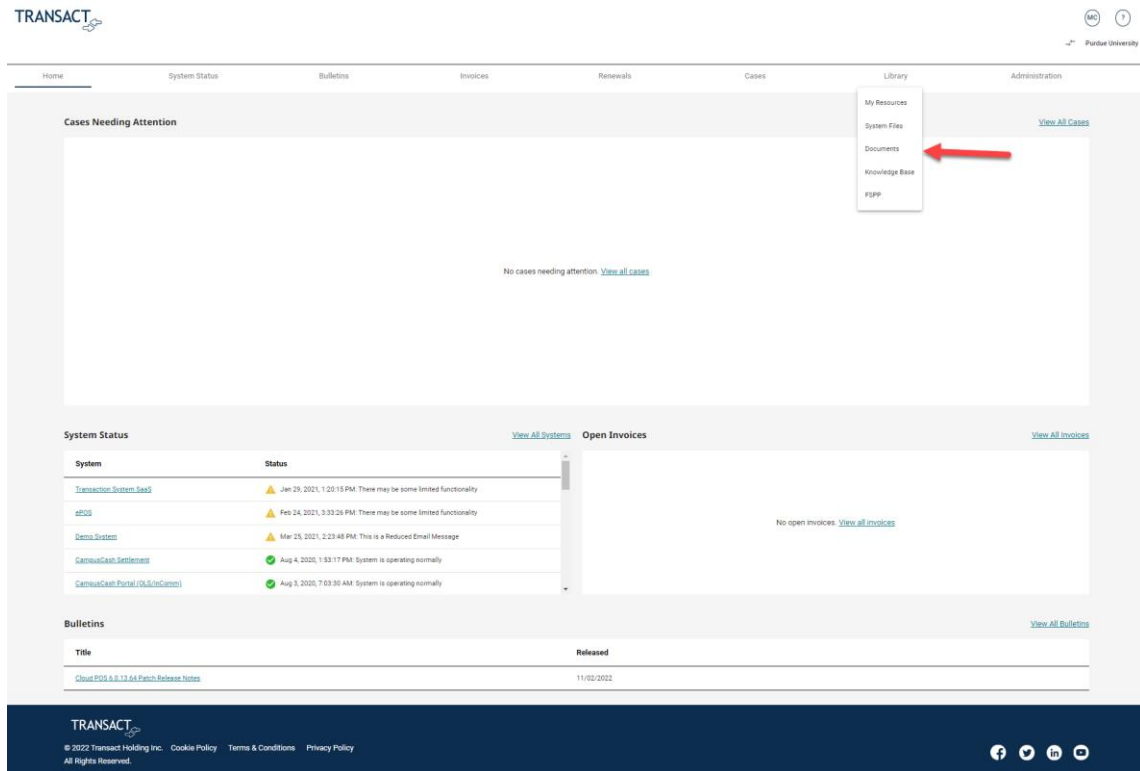 TRANSACT
MC ?
Purdue University
Home System Status Bulletins Invoices Renewals Cases Library Administration
My Resources
System Files
Documents
Knowledge Base
FSPP
Cases Needing Attention View All Cases
No cases needing attention. View all cases
System Status View All Systems Open Invoices View All Invoices
System Status
Transaction System SaaS Jan 29, 2021, 1:20:15 PM: There may be some limited functionality
ePOS Feb 24, 2021, 3:33:26 PM: There may be some limited functionality
No open invoices. View all invoices
Demo System Mar 25, 2021, 2:23:48 PM: This is a Reduced Email Message
CampusCash Settlement Aug 4, 2020, 1:53:17 PM: System is operating normally
CampusCash Portal (OLS/InComm) Aug 3, 2020, 7:03:30 AM: System is operating normally
Bulletins View All Bulletins
Title Released
Cloud POS 6.0.13.64 Patch Release Notes 11/02/2022
TRANSACT
© 2022 Transact Holding Inc. Cookie Policy Terms & Conditions Privacy Policy
All Rights Reserved.